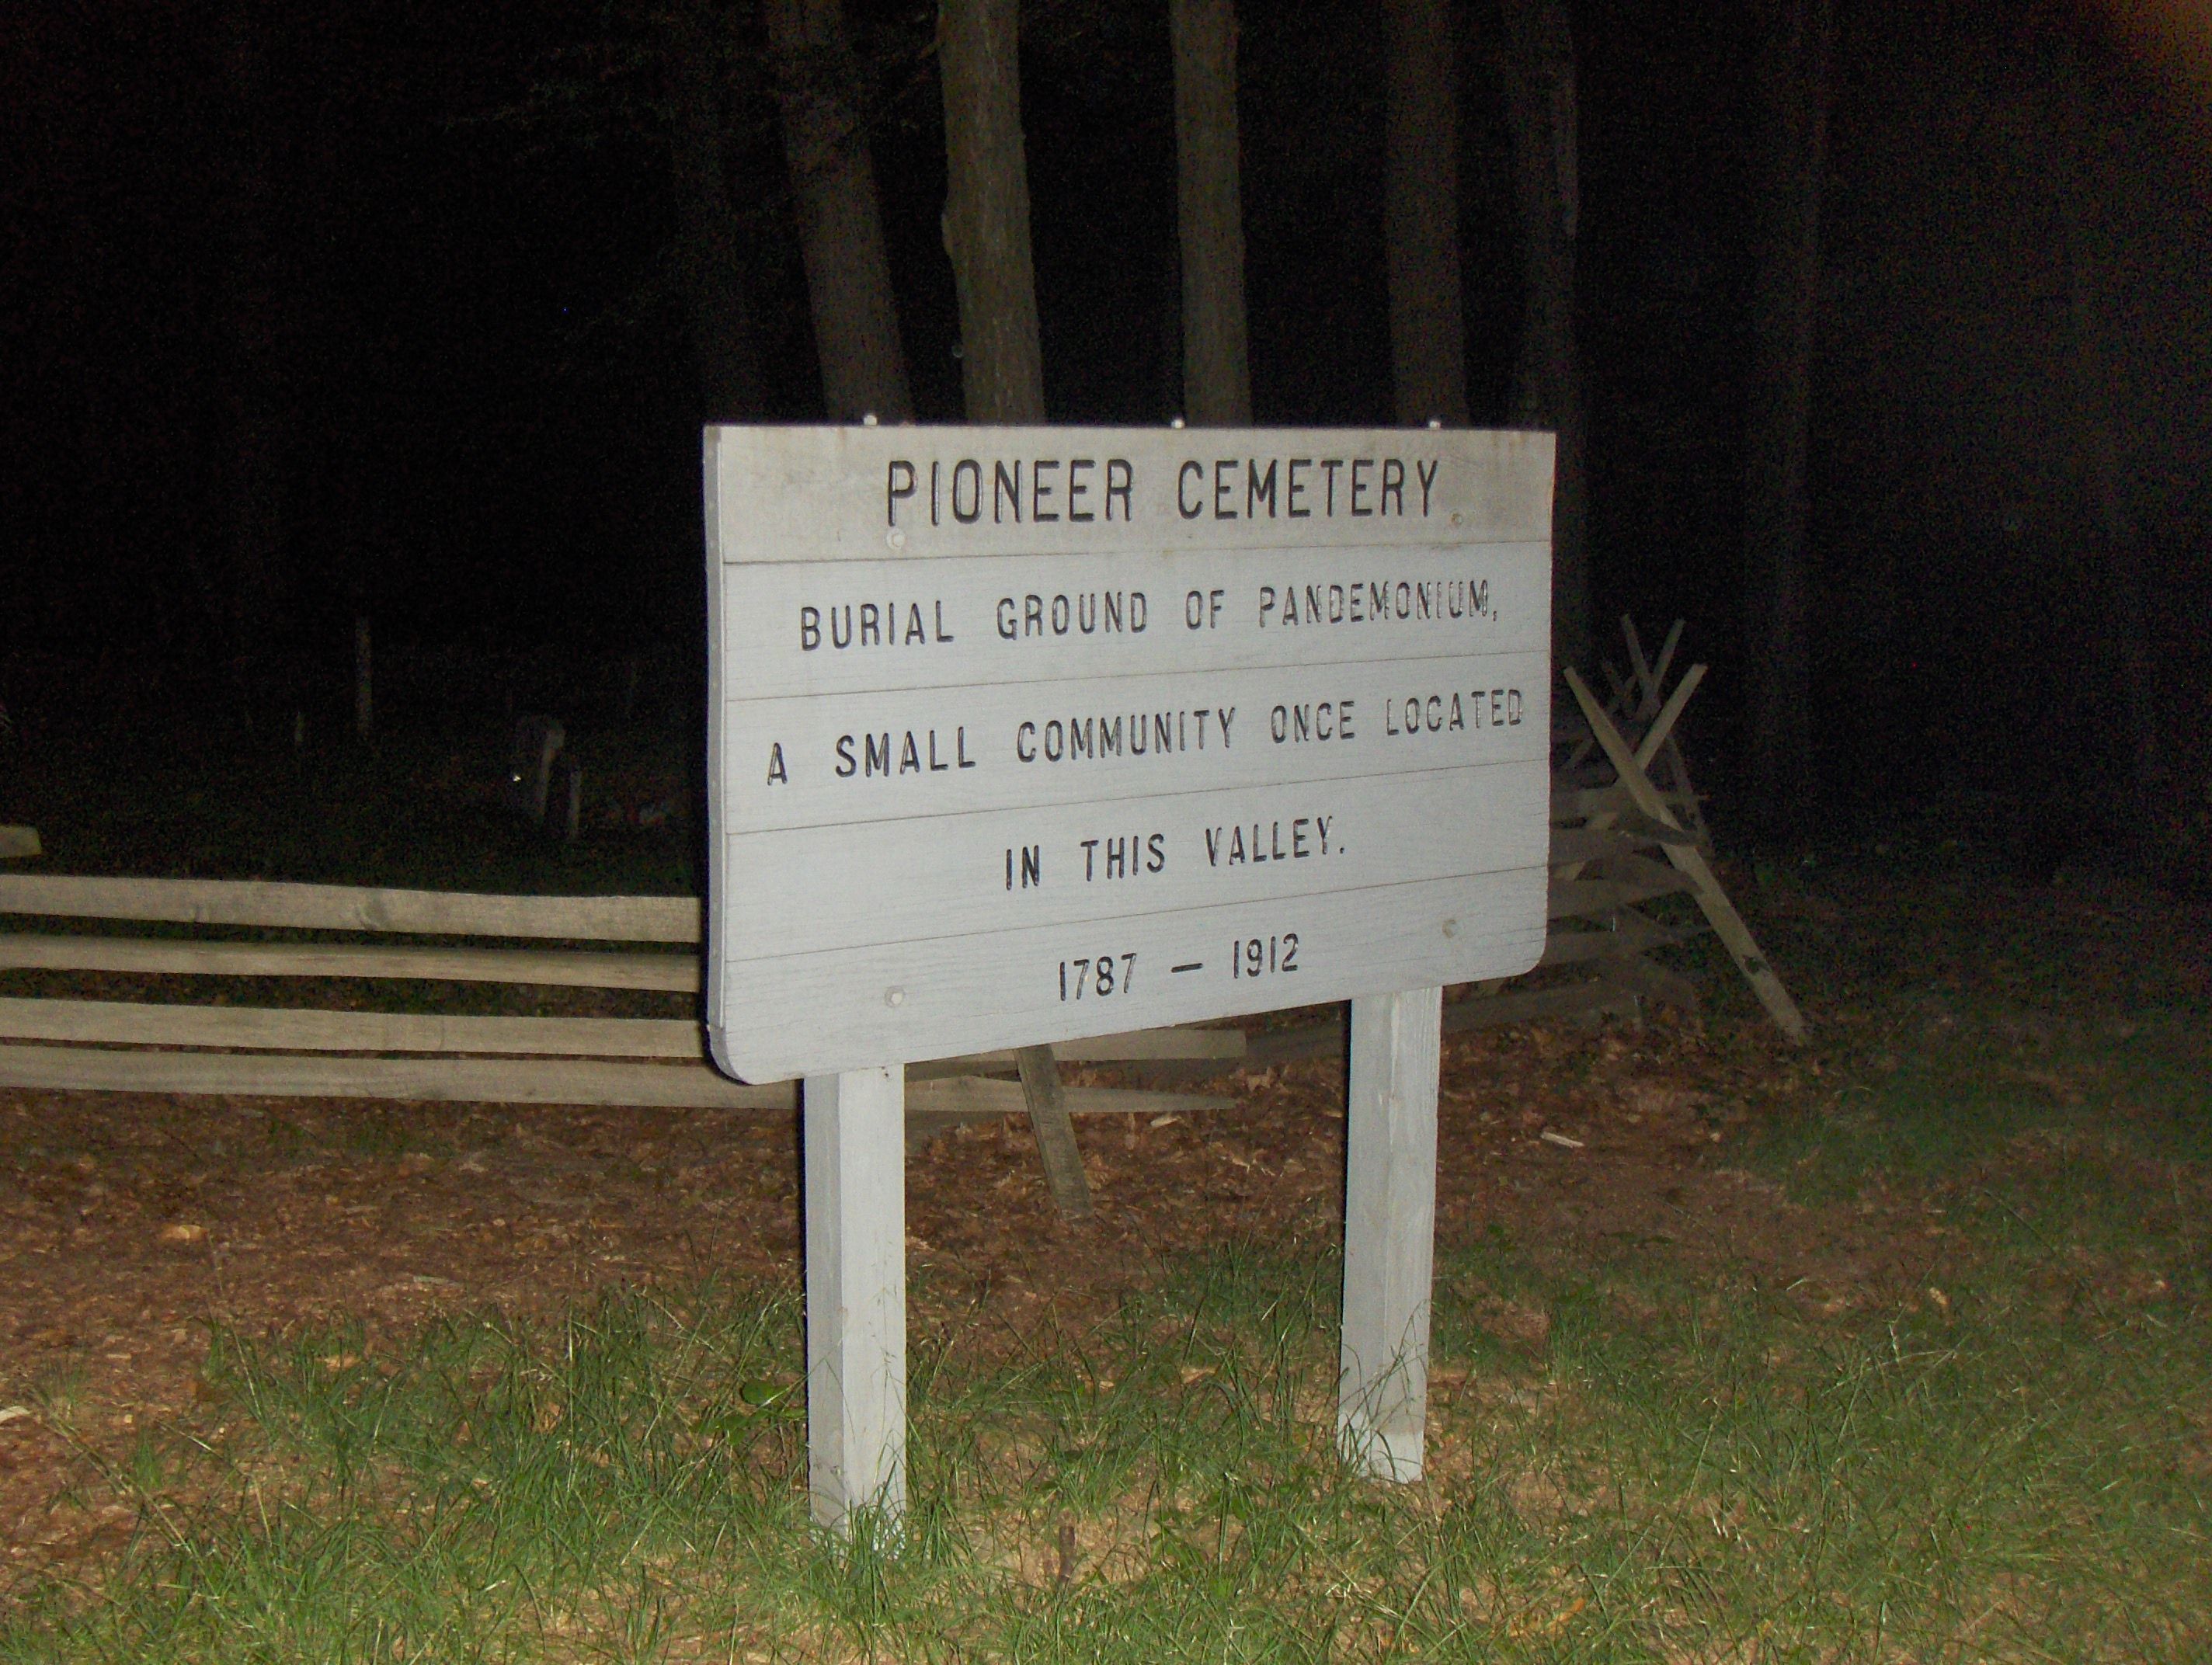 PIONEER CEMETERY
BURIAL GROUND OF PANDEMONIUM,
A SMALL COMMUNITY ONCE LOCATED
IN THIS VALLEY.
1787 — 1912